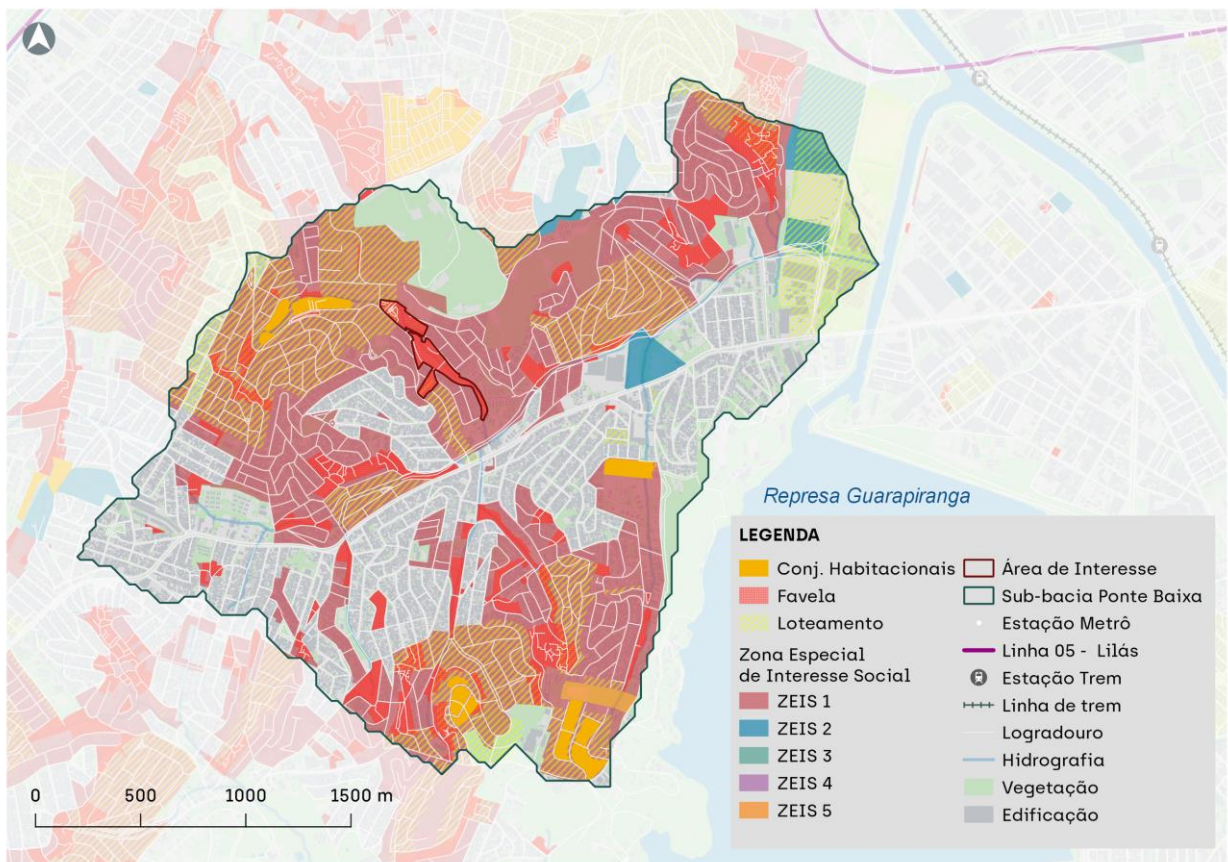 Represa Guarapiranga
LEGENDA
Conj. Habitacionais
Favela
Loteamento
Zona Especial
de Interesse Social
ZEIS 1
ZEIS 2
ZEIS 3
ZEIS 4
ZEIS 5
Área de Interesse
Sub-bacia Ponte Baixa
Estação Metrô
Linha 05 - Lilás
Estação Trem
Linha de trem
Logradouro
Hidrografia
Vegetação
Edificação
0 500 1000 1500 m